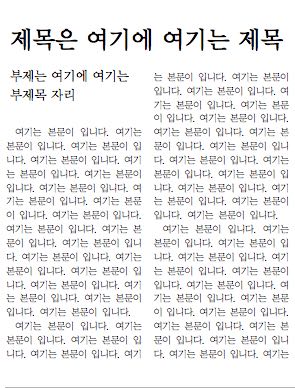 제목은 여기에 여기는 제목
부제는 여기에 여기는
부제목 자리
여기는 본문이 입니다. 여기는
본문이 입니다. 여기는 본문이 입
니다. 여기는 본문이 입니다. 여기
는 본문이 입니다. 여기는 본문이
입니다. 여기는 본문이 입니다. 여
기는 본문이 입니다. 여기는 본문
이 입니다. 여기는 본문이 입니다.
여기는 본문이 입니다. 여기는 본
문이 입니다. 여기는 본문이 입니
다. 여기는 본문이 입니다. 여기는
본문이 입니다. 여기는 본문이 입
니다. 여기는 본문이 입니다. 여기
는 본문이 입니다. 여기는 본문이
입니다. 여기는 본문이 입니다.
여기는 본문이 입니다. 여기는
본문이 입니다. 여기는 본문이 입
니다. 여기는 본문이 입니다. 여기
는 본문이 입니다. 여기는 본문이
입니다. 여기는 본문이 입니다. 여
기는 본문이 입니다. 여기는 본문
이 입니다. 여기는 본문이 입니다.
여기는 본문이 입니다. 여기는 본
문이 입니다. 여기는 본문이 입니
다. 여기는 본문이 입니다. 여기는
본문이 입니다. 여기는 본문이 입
니다. 여기는 본문이 입니다. 여기
는 본문이 입니다. 여기는 본문이
입니다. 여기는 본문이 입니다.
여기는 본문이 입니다. 여기는
본문이 입니다. 여기는 본문이 입
니다. 여기는 본문이 입니다. 여기
는 본문이 입니다. 여기는 본문이
입니다. 여기는 본문이 입니다. 여
기는 본문이 입니다. 여기는 본문
이 입니다. 여기는 본문이 입니다.
여기는 본문이 입니다. 여기는 본
문이 입니다. 여기는 본문이 입니
다. 여기는 본문이 입니다. 여기는